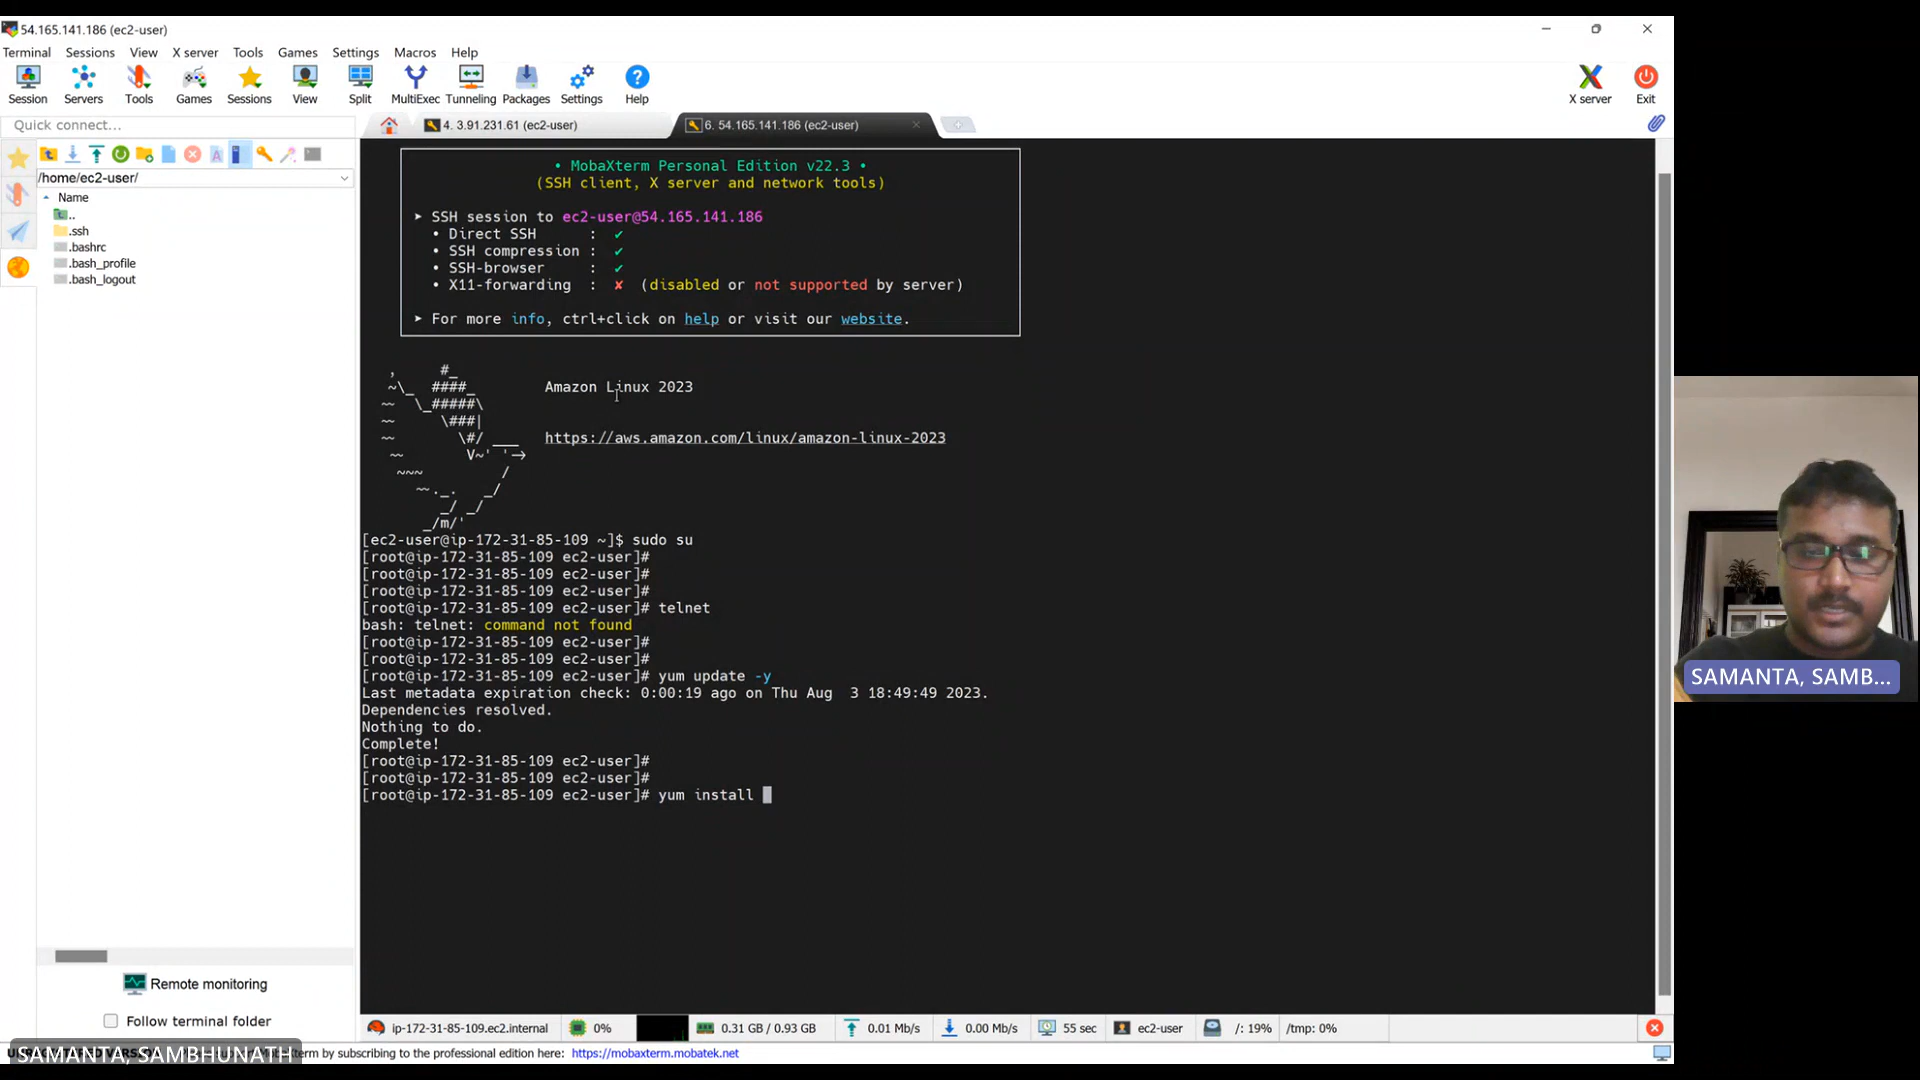 54.165.141.186 (ec2-user)
Terminal Sessions View X server Tools Games Settings Macros Help
Session Servers Tools Games Sessions View Split MultiExec Tunneling Packages Settings Help X server Exit
Quick connect...
4. 3.91.231.61 (ec2-user)
6. 54.165.141.186 (ec2-user)
/home/ec2-user/
Name
..
.ssh
.bashrc
.bash_profile
.bash_logout
• MobaXterm Personal Edition v22.3 •
(SSH client, X server and network tools)
➤ SSH session to ec2-user@54.165.141.186
• Direct SSH : ✔
• SSH compression : ✔
• SSH-browser : ✔
• X11-forwarding : ✘ (disabled or not supported by server)
➤ For more info, ctrl+click on help or visit our website.
, #_
~\_ ####_ Amazon Linux 2023
~~ \_#####\
~~ \###|
~~ \#/ ___ https://aws.amazon.com/linux/amazon-linux-2023
~~ V~' '->
~~~ /
~~._. _/
_/ _/
_/m/'
[ec2-user@ip-172-31-85-109 ~]$ sudo su
[root@ip-172-31-85-109 ec2-user]#
[root@ip-172-31-85-109 ec2-user]#
[root@ip-172-31-85-109 ec2-user]#
[root@ip-172-31-85-109 ec2-user]# telnet
bash: telnet: command not found
[root@ip-172-31-85-109 ec2-user]#
[root@ip-172-31-85-109 ec2-user]#
[root@ip-172-31-85-109 ec2-user]# yum update -y
Last metadata expiration check: 0:00:19 ago on Thu Aug  3 18:49:49 2023.
Dependencies resolved.
Nothing to do.
Complete!
[root@ip-172-31-85-109 ec2-user]#
[root@ip-172-31-85-109 ec2-user]#
[root@ip-172-31-85-109 ec2-user]# yum install
SAMANTA, SAMB...
Remote monitoring
Follow terminal folder
ip-172-31-85-109.ec2.internal 0% 0.31 GB / 0.93 GB 0.01 Mb/s 0.00 Mb/s 55 sec ec2-user /: 19% /tmp: 0%
SAMANTA, SAMBHUNATH
by subscribing to the professional edition here: https://mobaxterm.mobatek.net